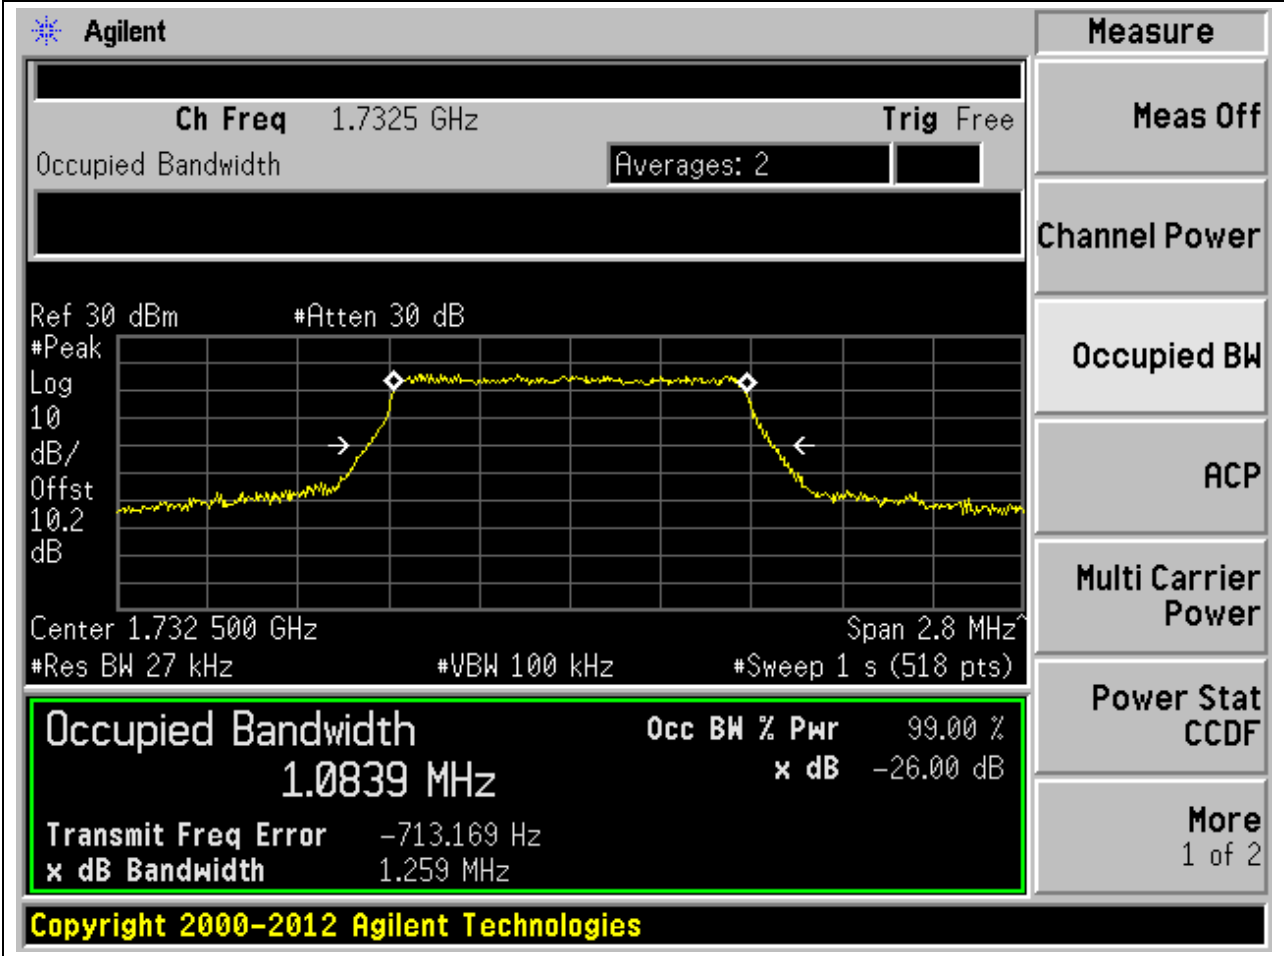 Agilent
Measure
Ch Freq 1.7325 GHz Trig Free
Occupied Bandwidth Averages: 2
Meas Off
Channel Power
Occupied BW
ACP
Multi Carrier
Power
Power Stat
CCDF
More
1 of 2
Ref 30 dBm #Atten 30 dB
#Peak
Log
10
dB/
Offst
10.2
dB
Center 1.732 500 GHz Span 2.8 MHz^
#Res BW 27 kHz #VBW 100 kHz #Sweep 1 s (518 pts)
Occupied Bandwidth Occ BW % Pwr 99.00 %
1.0839 MHz x dB -26.00 dB
Transmit Freq Error -713.169 Hz
x dB Bandwidth 1.259 MHz
Copyright 2000-2012 Agilent Technologies